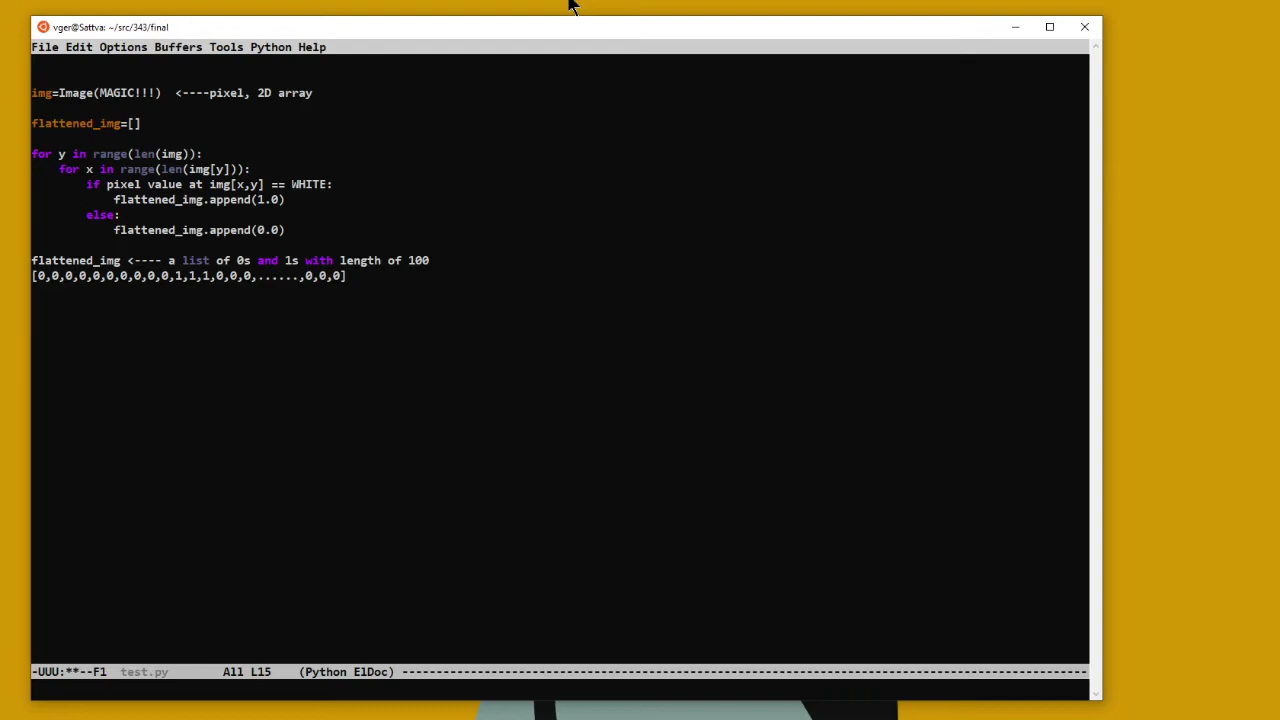 vger@Sattva: ~/src/343/final
File Edit Options Buffers Tools Python Help
img=Image(MAGIC!!!)  <----pixel, 2D array
flattened_img=[]
for y in range(len(img)):
    for x in range(len(img[y])):
        if pixel value at img[x,y] == WHITE:
            flattened_img.append(1.0)
        else:
            flattened_img.append(0.0)
flattened_img <---- a list of 0s and 1s with length of 100
[0,0,0,0,0,0,0,0,0,0,1,1,1,0,0,0,......,0,0,0]
-UUU:**--F1  test.py        All L15    (Python ElDoc) ----------------------------------------------------------------------------------------------------